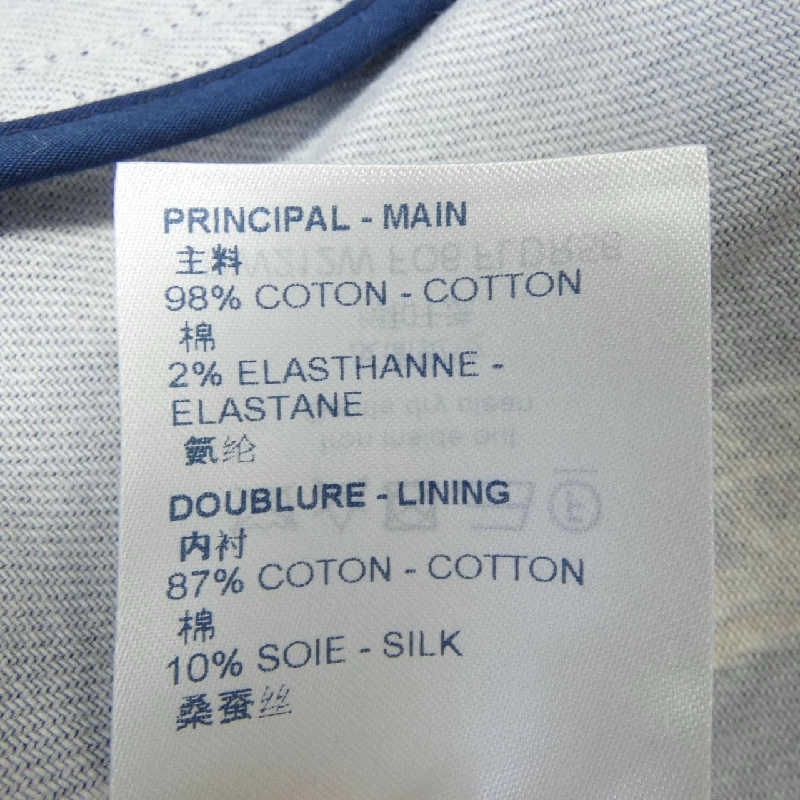 PRINCIPAL - MAIN
主料
98% COTON - COTTON
棉
2% ELASTHANNE -
ELASTANE
氨纶
DOUBLURE - LINING
内衬
87% COTON - COTTON
棉
10% SOIE - SILK
桑蚕丝